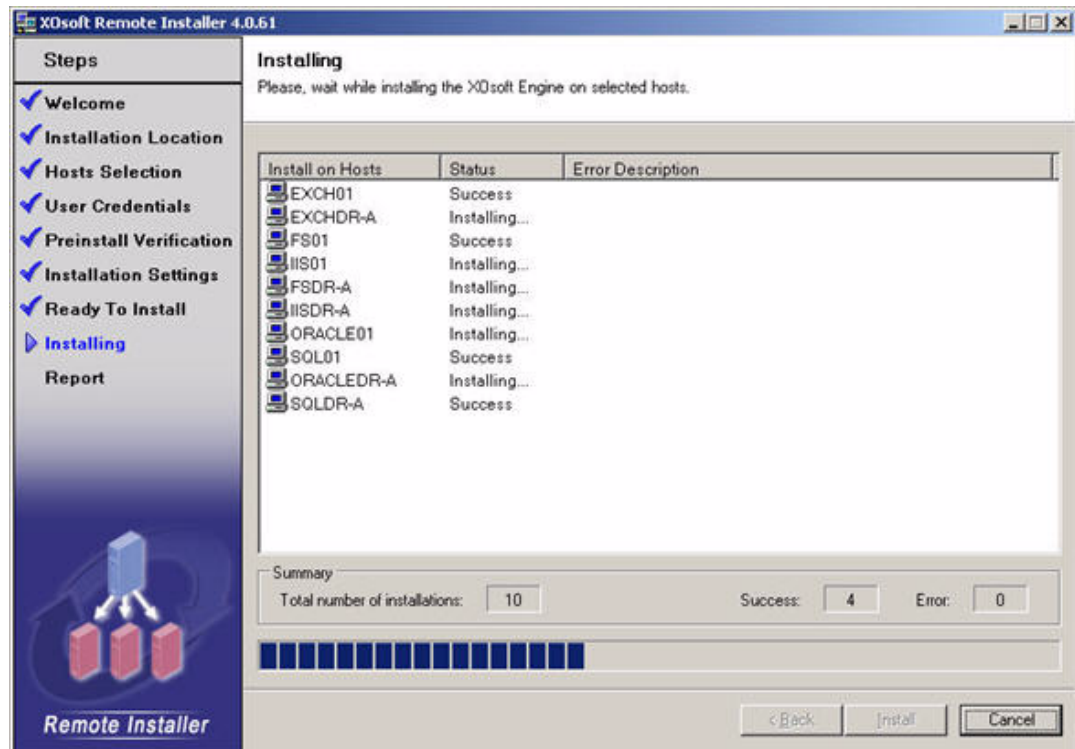 XOsoft Remote Installer 4.0.61
Steps
Welcome
Installation Location
Hosts Selection
User Credentials
Preinstall Verification
Installation Settings
Ready To Install
Installing
Report
Remote Installer
Installing
Please, wait while installing the XOsoft Engine on selected hosts.
Install on Hosts Status Error Description
EXCH01 Success
EXCHDR-A Installing...
FS01 Success
IIS01 Installing...
FSDR-A Installing...
IISDR-A Installing...
ORACLE01 Installing...
SQL01 Success
ORACLEDR-A Installing...
SQLDR-A Success
Summary
Total number of installations: 10 Success: 4 Error: 0
< Back Install Cancel